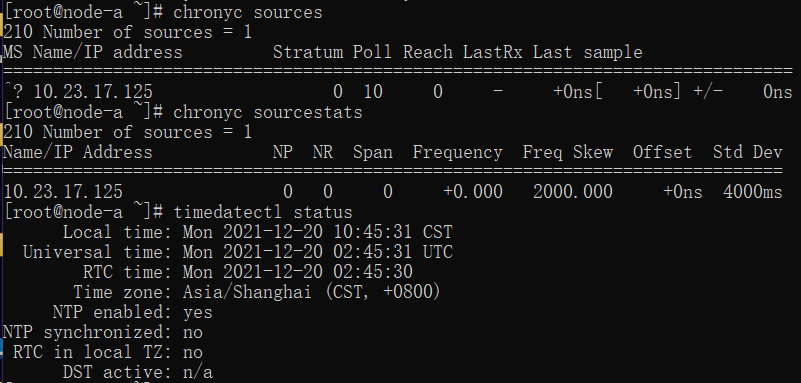 [root@node-a ~]# chronyc sources
210 Number of sources = 1
MS Name/IP address         Stratum Poll Reach LastRx Last sample
===============================================================================
^? 10.23.17.125                  0  10     0     -     +0ns[   +0ns] +/-    0ns
[root@node-a ~]# chronyc sourcestats
210 Number of sources = 1
Name/IP Address            NP  NR  Span  Frequency  Freq Skew  Offset  Std Dev
==============================================================================
10.23.17.125                0   0     0     +0.000   2000.000     +0ns  4000ms
[root@node-a ~]# timedatectl status
      Local time: Mon 2021-12-20 10:45:31 CST
  Universal time: Mon 2021-12-20 02:45:31 UTC
        RTC time: Mon 2021-12-20 02:45:30
       Time zone: Asia/Shanghai (CST, +0800)
     NTP enabled: yes
NTP synchronized: no
 RTC in local TZ: no
      DST active: n/a